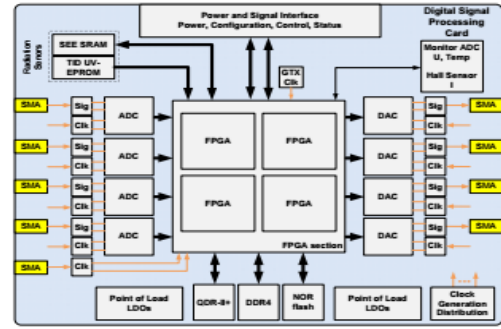 Power and Signal Interface
Power, Configuration, Control, Status
Digital Signal
Processing
Card
Radiation
Sensors
SEE SRAM
TID UV-
EPROM
GTX
Clk
Monitor ADC
U, Temp
Hall Sensor
I
SMA
Sig
Clk
ADC
FPGA
FPGA
DAC
Sig
Clk
SMA
SMA
Sig
Clk
ADC
DAC
Sig
Clk
SMA
SMA
Sig
Clk
ADC
FPGA
FPGA
DAC
Sig
Clk
SMA
SMA
Sig
Clk
ADC
DAC
Sig
Clk
SMA
FPGA section
SMA
Clk
Point of Load
LDOs
QDR-II+
DDR4
NOR
flash
Point of Load
LDOs
Clock
Generation
Distribution